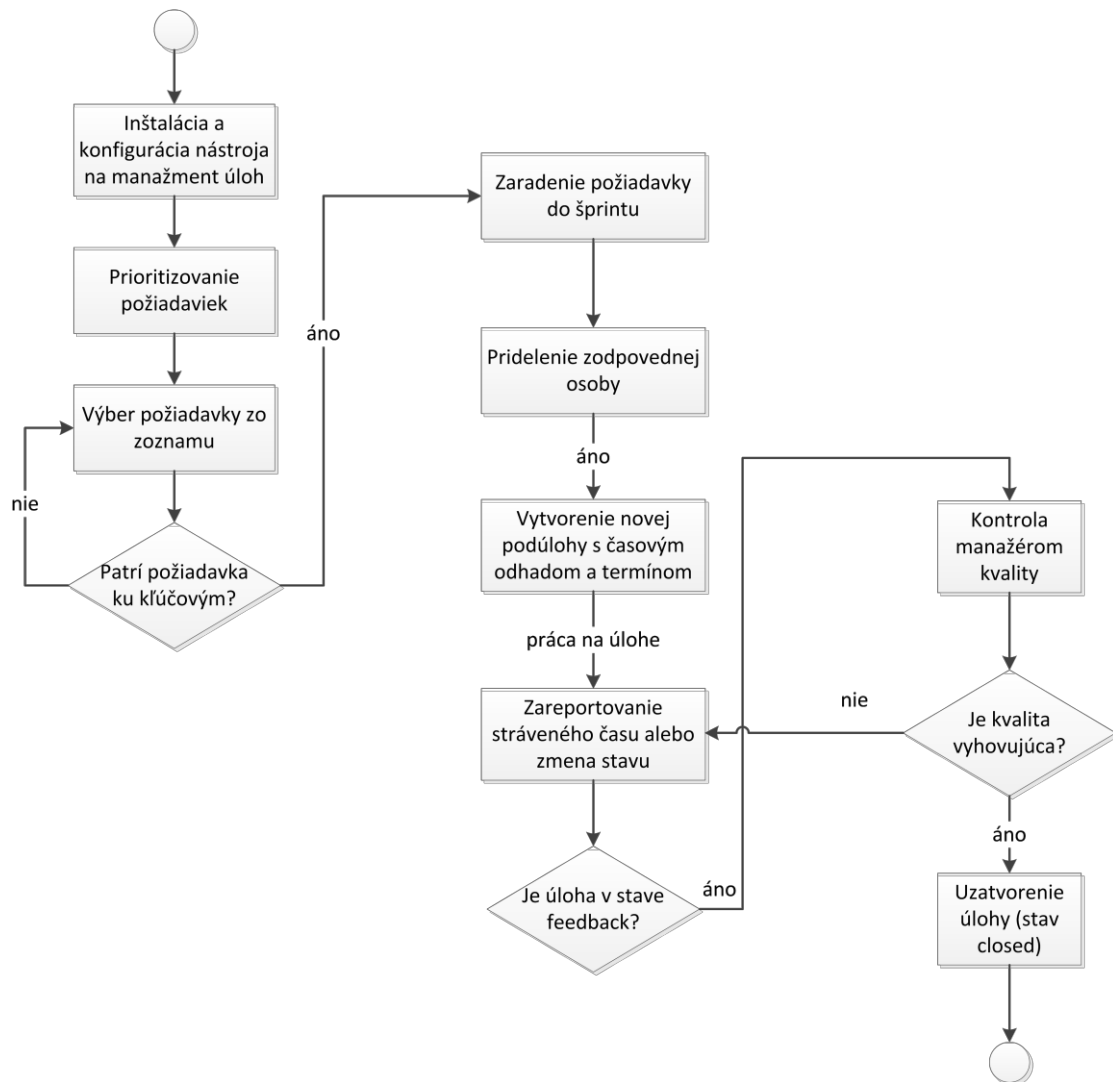 Inštalácia a
konfigurácia nástroja
na manažment úloh
Prioritizovanie
požiadaviek
Výber požiadavky zo
zoznamu
nie
Patrí požiadavka
ku kľúčovým?
áno
Zaradenie požiadavky
do šprintu
Pridelenie zodpovednej
osoby
áno
Vytvorenie novej
podúlohy s časovým
odhadom a termínom
práca na úlohe
Zareportovanie
stráveného času alebo
zmena stavu
Je úloha v stave
feedback?
áno
Kontrola
manažérom
kvality
Je kvalita
vyhovujúca?
nie
áno
Uzatvorenie
úlohy (stav
closed)